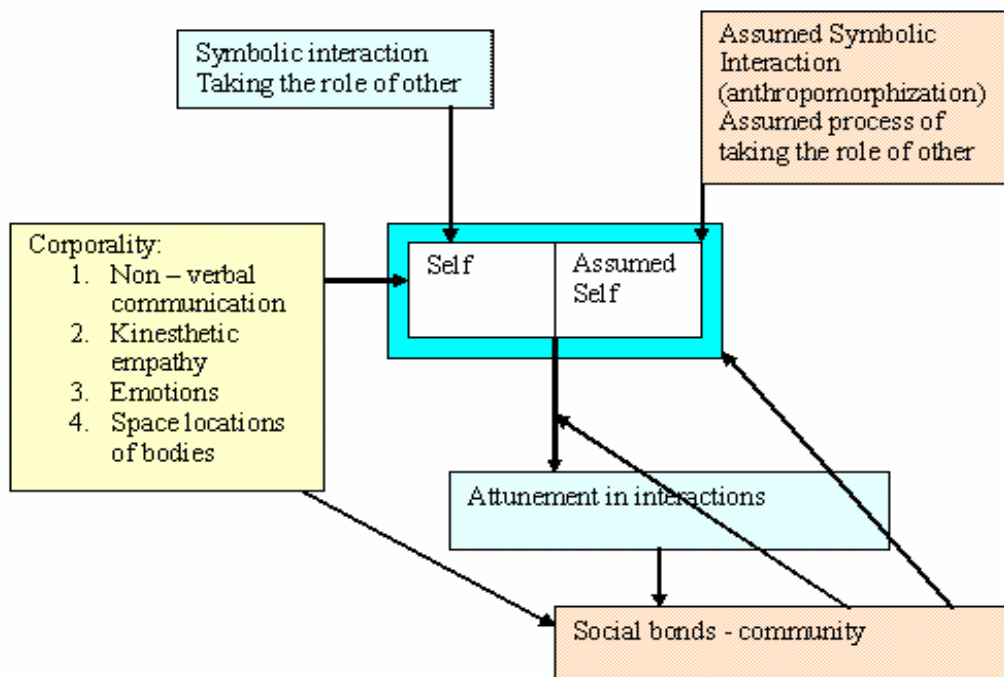 Symbolic interaction
Taking the role of other
Assumed Symbolic
Interaction
(anthropomorphization)
Assumed process of
taking the role of other
Corporality:
1. Non – verbal
communication
2. Kinesthetic
empathy
3. Emotions
4. Space locations
of bodies
Self
Assumed
Self
Attunement in interactions
Social bonds - community